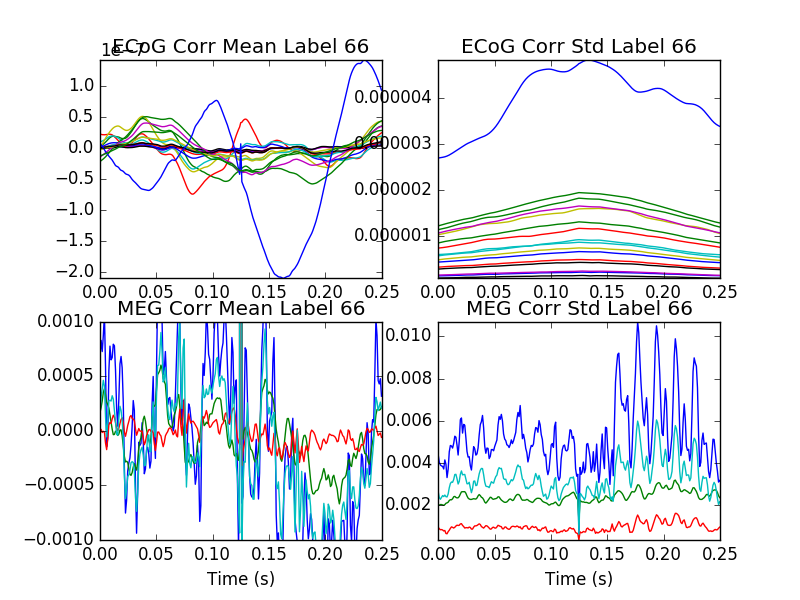 ECoG Corr Mean Label 66
1e−7
1.0
0.5
0.0
−0.5
−1.0
−1.5
−2.0
0.00 0.05 0.10 0.15 0.20 0.25
ECoG Corr Std Label 66
0.000004
0.000003
0.000002
0.000001
0.00 0.05 0.10 0.15 0.20 0.25
MEG Corr Mean Label 66
0.0010
0.0005
0.0000
−0.0005
−0.0010
0.00 0.05 0.10 0.15 0.20 0.25
Time (s)
MEG Corr Std Label 66
0.010
0.008
0.006
0.004
0.002
0.00 0.05 0.10 0.15 0.20 0.25
Time (s)